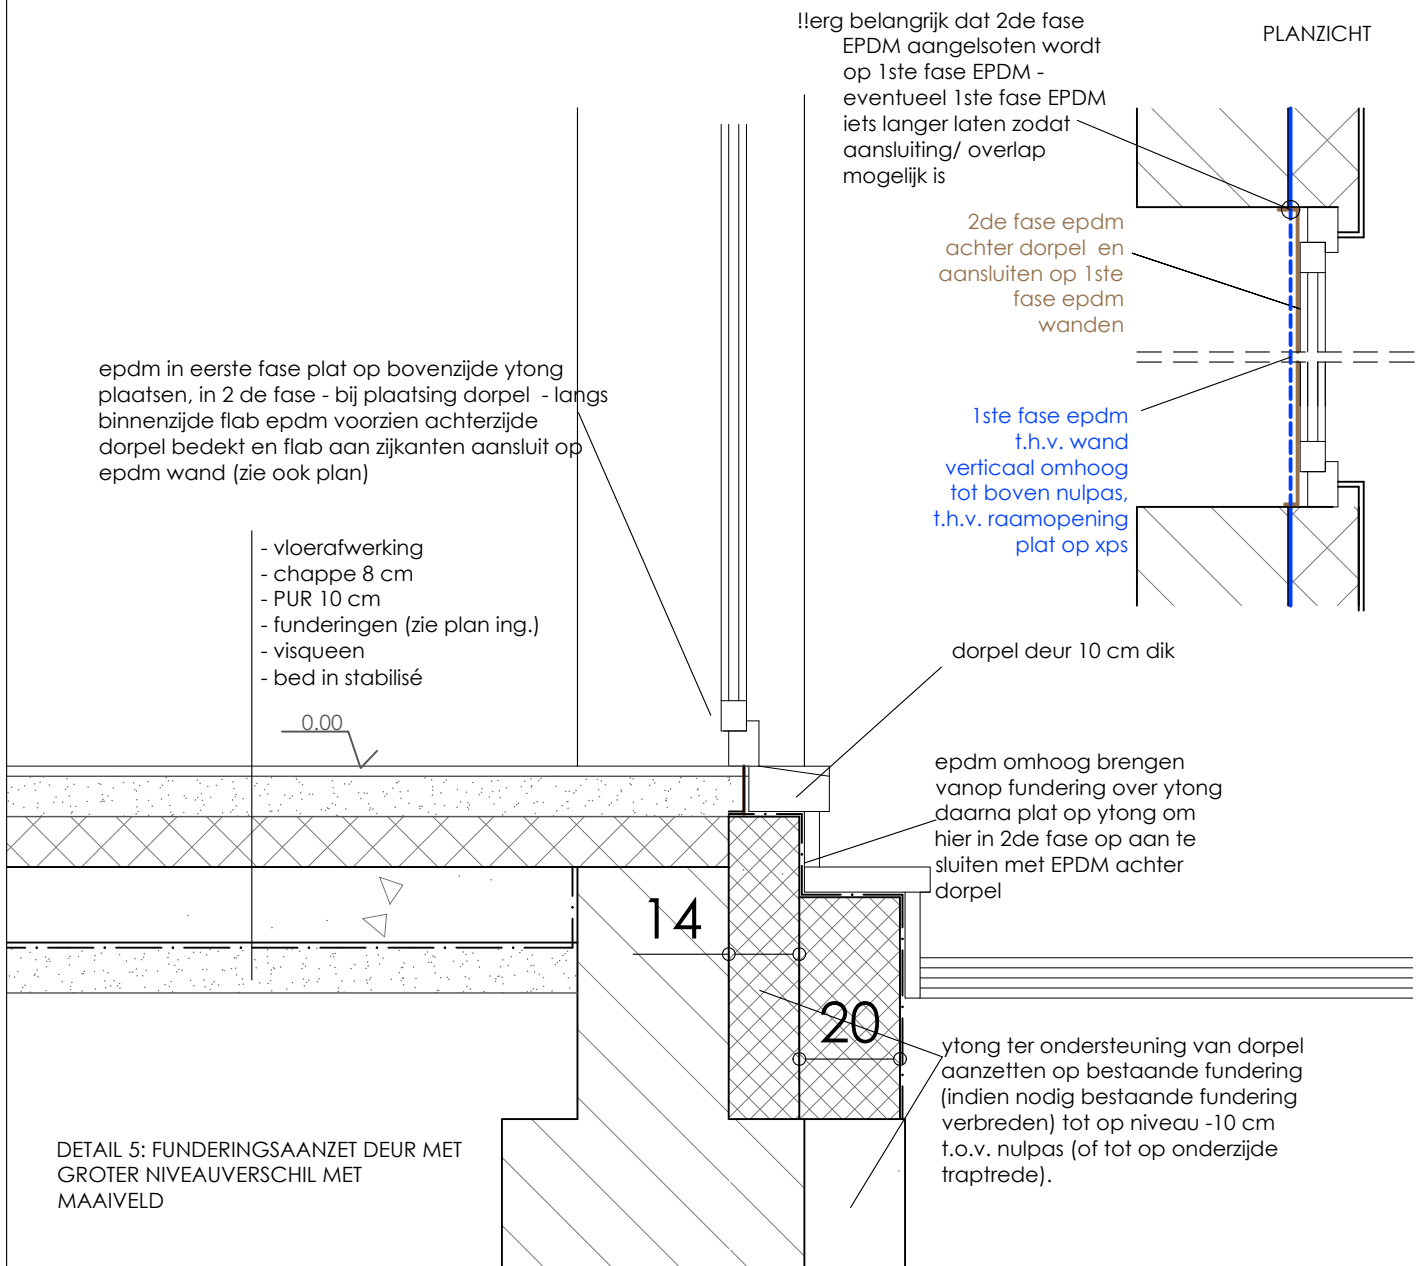 !!erg belangrijk dat 2de fase
EPDM aangelsoten wordt
op 1ste fase EPDM -
eventueel 1ste fase EPDM
iets langer laten zodat
aansluiting/ overlap
mogelijk is
PLANZICHT
2de fase epdm
achter dorpel en
aansluiten op 1ste
fase epdm
wanden
1ste fase epdm
t.h.v. wand
verticaal omhoog
tot boven nulpas,
t.h.v. raamopening
plat op xps
epdm in eerste fase plat op bovenzijde ytong
plaatsen, in 2 de fase - bij plaatsing dorpel - langs
binnenzijde flab epdm voorzien achterzijde
dorpel bedekt en flab aan zijkanten aansluit op
epdm wand (zie ook plan)
- vloerafwerking
- chappe 8 cm
- PUR 10 cm
- funderingen (zie plan ing.)
- visqueen
- bed in stabilisé
0.00
dorpel deur 10 cm dik
epdm omhoog brengen
vanop fundering over ytong
daarna plat op ytong om
hier in 2de fase op aan te
sluiten met EPDM achter
dorpel
14
20
ytong ter ondersteuning van dorpel
aanzetten op bestaande fundering
(indien nodig bestaande fundering
verbreden) tot op niveau -10 cm
t.o.v. nulpas (of tot op onderzijde
traptrede).
DETAIL 5: FUNDERINGSAANZET DEUR MET
GROTER NIVEAUVERSCHIL MET
MAAIVELD